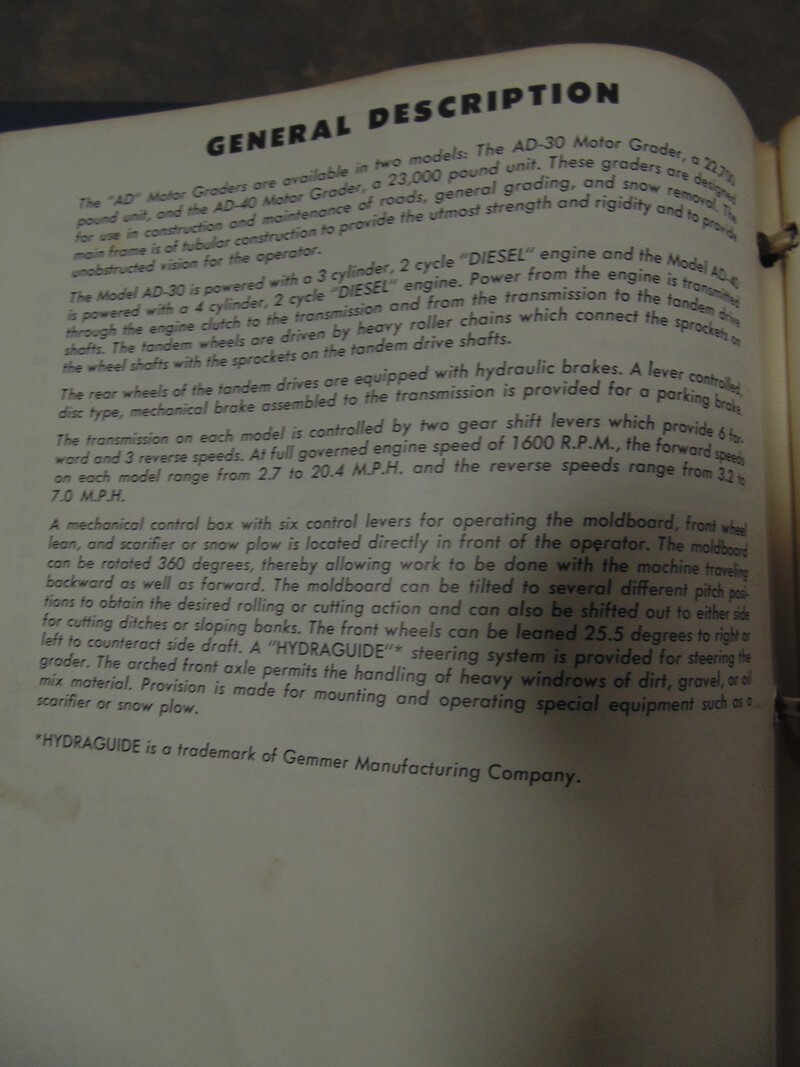 GENERAL DESCRIPTION
The "AD" Motor Graders are available in two models: The AD-30 Motor Grader, a 22,700
pound unit, and the AD-40 Motor Grader, a 23,000 pound unit. These graders are designed
for use in construction and maintenance of roads, general grading, and snow removal. The
main frame is of tubular construction to provide the utmost strength and rigidity and to provide
unobstructed vision for the operator.
The Model AD-30 is powered with a 3 cylinder, 2 cycle "DIESEL" engine and the Model AD-40
is powered with a 4 cylinder, 2 cycle "DIESEL" engine. Power from the engine is transmitted
through the engine clutch to the transmission and from the transmission to the tandem drive
shafts. The tandem wheels are driven by heavy roller chains which connect the sprockets on
the wheel shafts with the sprockets on the tandem drive shafts.
The rear wheels of the tandem drives are equipped with hydraulic brakes. A lever controlled,
disc type, mechanical brake assembled to the transmission is provided for a parking brake.
The transmission on each model is controlled by two gear shift levers which provide 6 for-
ward and 3 reverse speeds. At full governed engine speed of 1600 R.P.M., the forward speeds
on each model range from 2.7 to 20.4 M.P.H. and the reverse speeds range from 3.2 to
7.0 M.P.H.
A mechanical control box with six control levers for operating the moldboard, front wheel
lean, and scarifier or snow plow is located directly in front of the operator. The moldboard
can be rotated 360 degrees, thereby allowing work to be done with the machine traveling
backward as well as forward. The moldboard can be tilted to several different pitch posi-
tions to obtain the desired rolling or cutting action and can also be shifted out to either side
for cutting ditches or sloping banks. The front wheels can be leaned 25.5 degrees to right or
left to counteract side draft. A "HYDRAGUIDE"* steering system is provided for steering the
grader. The arched front axle permits the handling of heavy windrows of dirt, gravel, or oil
mix material. Provision is made for mounting and operating special equipment such as a
scarifier or snow plow.
*HYDRAGUIDE is a trademark of Gemmer Manufacturing Company.